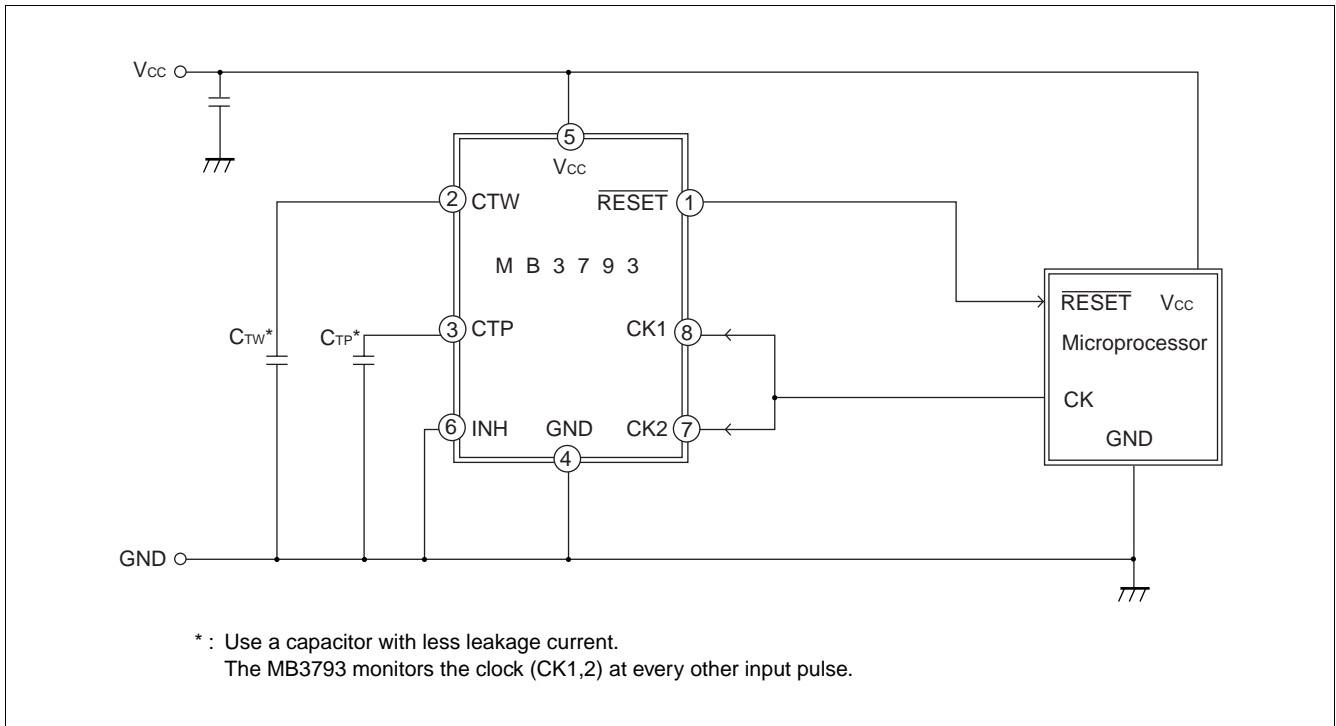 VCC
5
VCC
2 CTW
RESET 1
M B 3 7 9 3
RESET VCC
CTW*
CTP*
3 CTP
CK1 8
Microprocessor
CK
6 INH
GND
CK2 7
GND
4
GND
* : Use a capacitor with less leakage current.
The MB3793 monitors the clock (CK1,2) at every other input pulse.